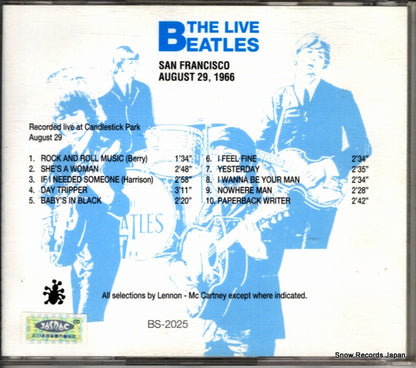 THE LIVE
BEATLES
SAN FRANCISCO
AUGUST 29, 1966
Recorded live at Candlestick Park
August 29
1. ROCK AND ROLL MUSIC (Berry) 1'34"
2. SHE'S A WOMAN 2'48"
3. IF I NEEDED SOMEONE (Harrison) 2'58"
4. DAY TRIPPER 3'11"
5. BABY'S IN BLACK 2'20"
6. I FEEL FINE 2'34"
7. YESTERDAY 2'35"
8. I WANNA BE YOUR MAN 2'34"
9. NOWHERE MAN 2'28"
10. PAPERBACK WRITER 2'42"
All selections by Lennon - Mc Cartney except where indicated.
JASRAC
BS-2025
Snow Records Japan